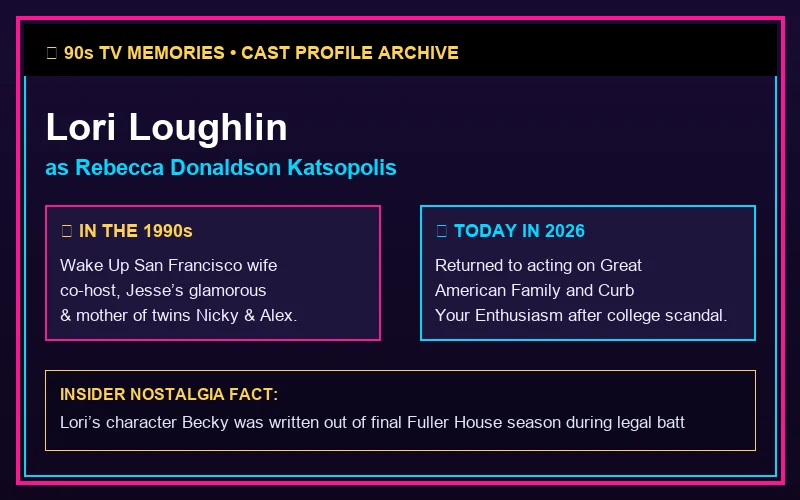 90s TV MEMORIES • CAST PROFILE ARCHIVE
Lori Loughlin
as Rebecca Donaldson Katsopolis
IN THE 1990s
Wake Up San Francisco wife
co-host, Jesse’s glamorous
& mother of twins Nicky & Alex.
TODAY IN 2026
Returned to acting on Great
American Family and Curb
Your Enthusiasm after college scandal.
INSIDER NOSTALGIA FACT:
Lori’s character Becky was written out of final Fuller House season during legal batt